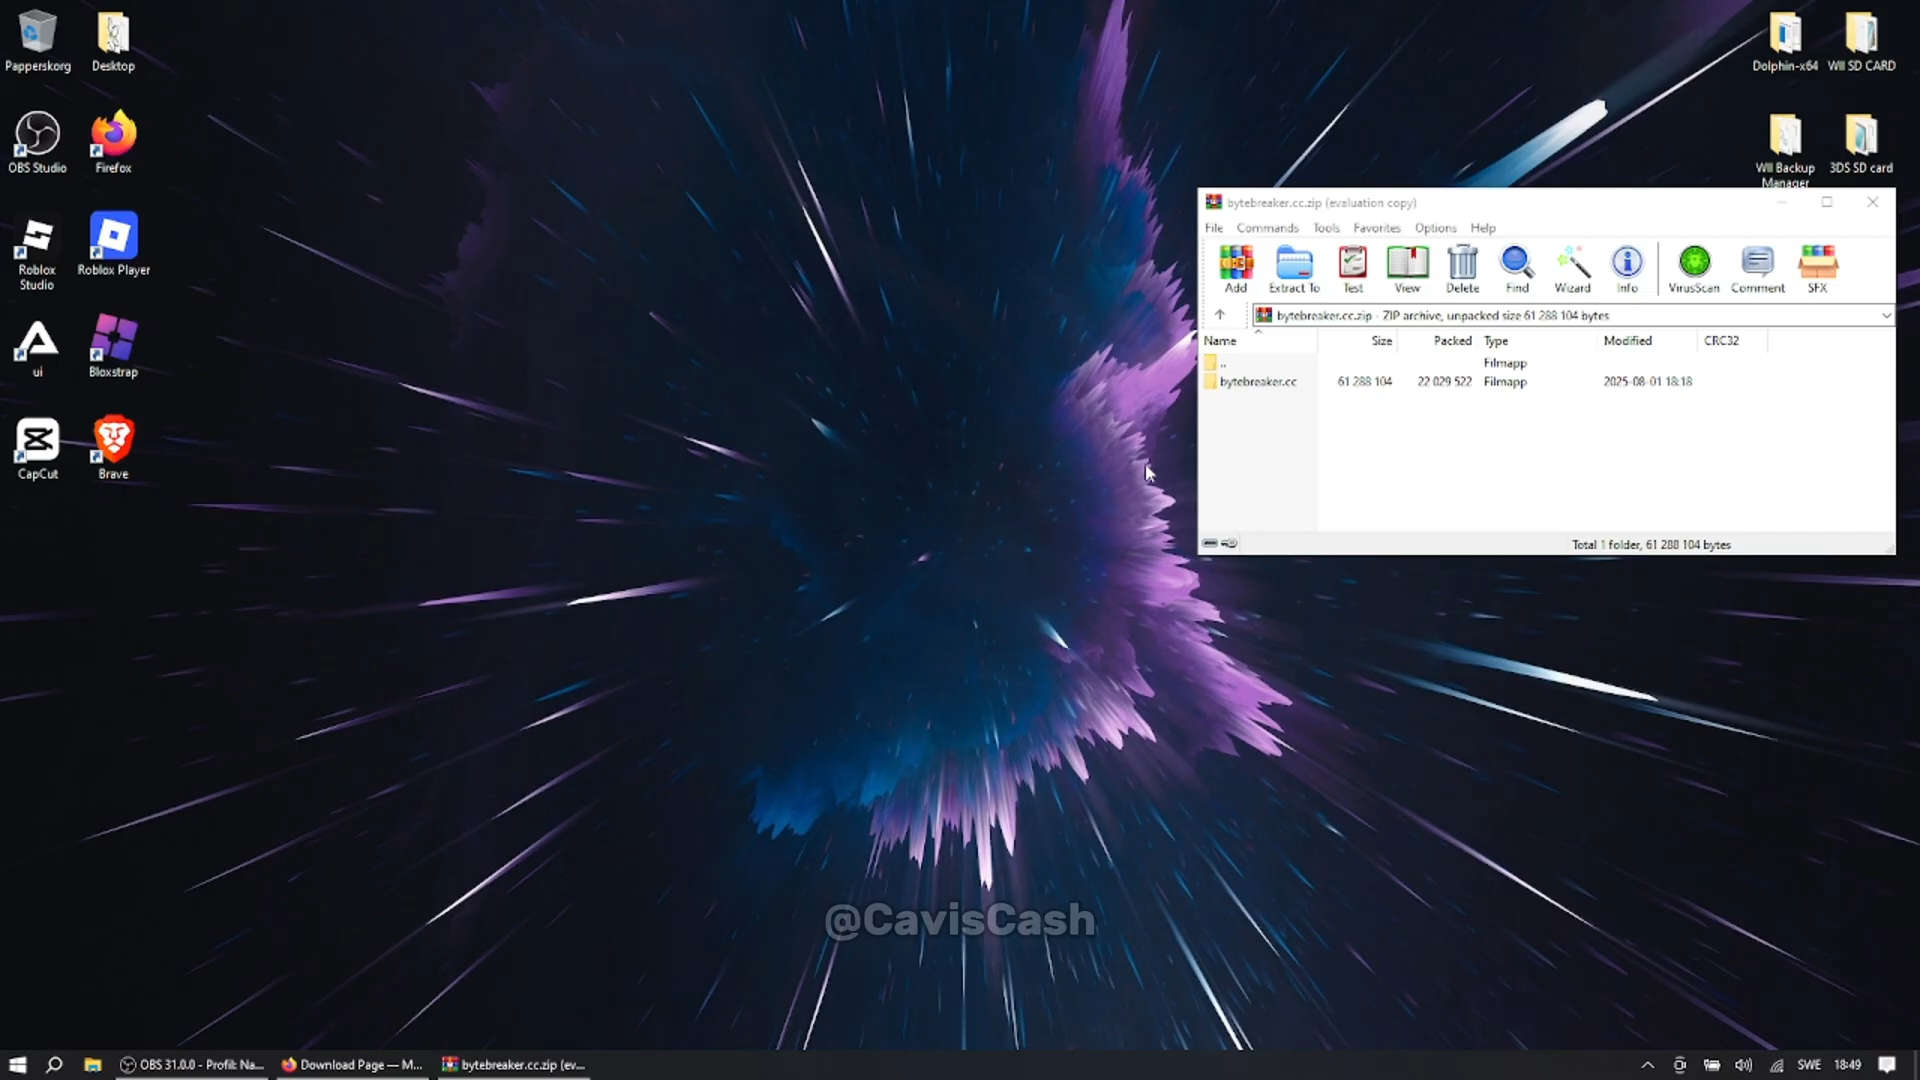 Papperskorg
Desktop
Dolphin-x64
WII SD CARD
OBS Studio
Firefox
WII Backup Manager
3DS SD card
Roblox Studio
Roblox Player
ui
Bloxstrap
CapCut
Brave
bytebreaker.cc.zip (evaluation copy)
File Commands Tools Favorites Options Help
Add Extract To Test View Delete Find Wizard Info VirusScan Comment SFX
bytebreaker.cc.zip - ZIP archive, unpacked size 61 288 104 bytes
Name Size Packed Type Modified CRC32
.. Filmapp
bytebreaker.cc 61 288 104 22 029 522 Filmapp 2025-08-01 18:18
Total 1 folder, 61 288 104 bytes
@CavisCash
OBS 31.0.0 - Profil: Na...
Download Page — M...
bytebreaker.cc.zip (ev...
SWE
18:49